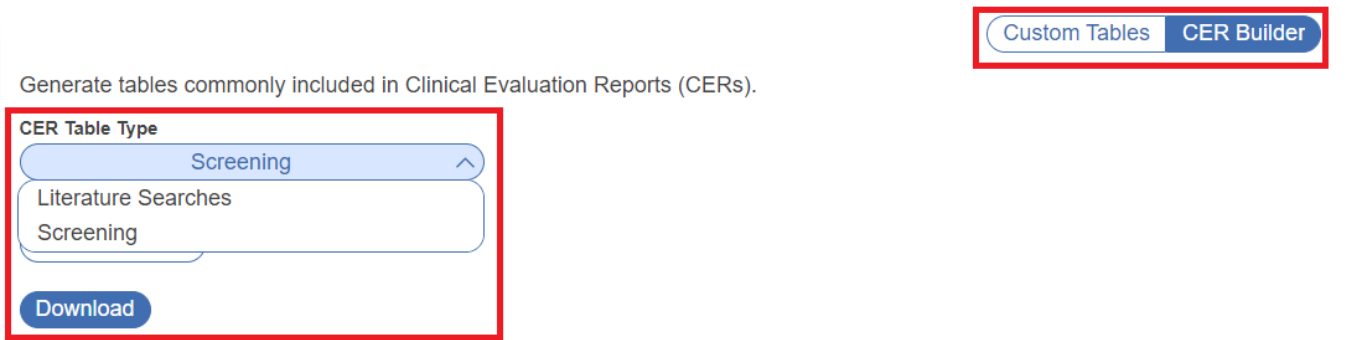 Custom Tables CER Builder
Generate tables commonly included in Clinical Evaluation Reports (CERs).
CER Table Type
Screening
Literature Searches
Screening
Download